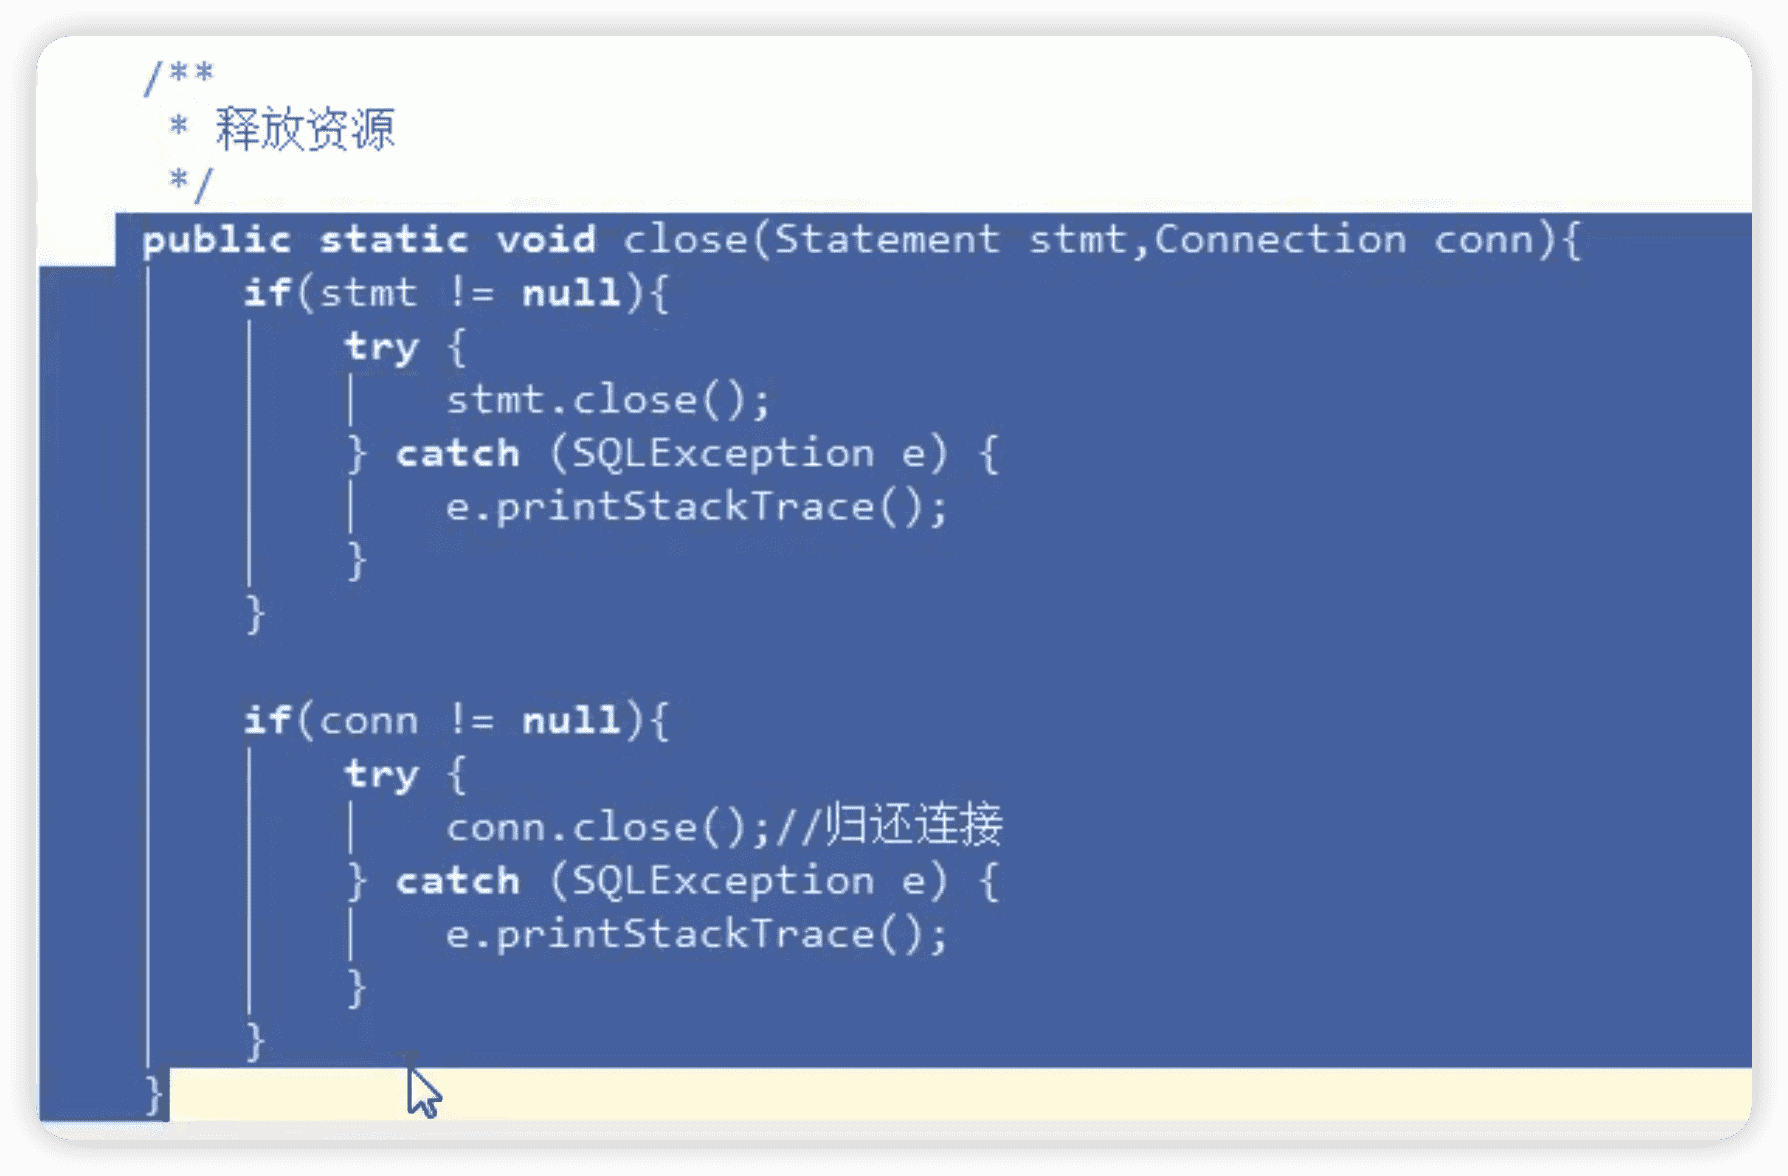 /**
 * 释放资源
 */
public static void close(Statement stmt,Connection conn){
    if(stmt != null){
        try {
            stmt.close();
        } catch (SQLException e) {
            e.printStackTrace();
        }
    }

    if(conn != null){
        try {
            conn.close();//归还连接
        } catch (SQLException e) {
            e.printStackTrace();
        }
    }
}